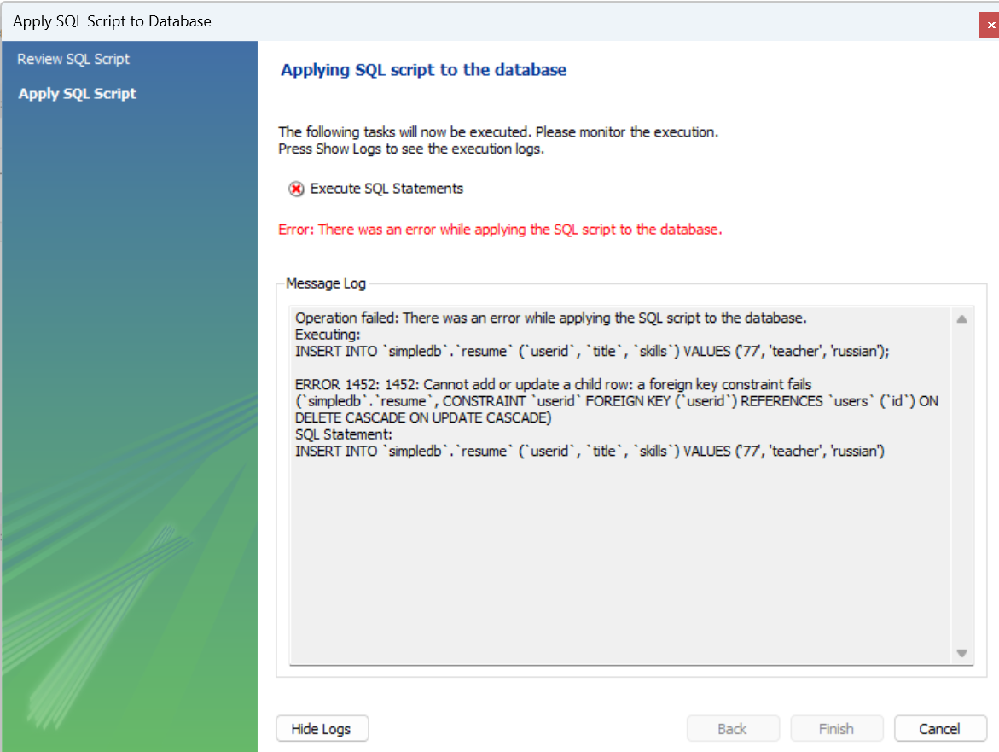 Apply SQL Script to Database
Review SQL Script
Apply SQL Script
Applying SQL script to the database
The following tasks will now be executed. Please monitor the execution.
Press Show Logs to see the execution logs.
Execute SQL Statements
Error: There was an error while applying the SQL script to the database.
Message Log
Operation failed: There was an error while applying the SQL script to the database.
Executing:
INSERT INTO `simpledb`.`resume` (`userid`, `title`, `skills`) VALUES ('77', 'teacher', 'russian');
ERROR 1452: 1452: Cannot add or update a child row: a foreign key constraint fails
(`simpledb`.`resume`, CONSTRAINT `userid` FOREIGN KEY (`userid`) REFERENCES `users` (`id`) ON
DELETE CASCADE ON UPDATE CASCADE)
SQL Statement:
INSERT INTO `simpledb`.`resume` (`userid`, `title`, `skills`) VALUES ('77', 'teacher', 'russian')
Hide Logs
Back
Finish
Cancel